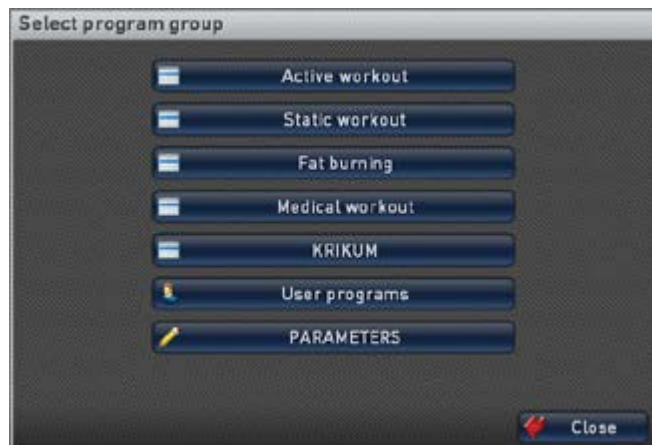 Select program group
Active workout
Static workout
Fat burning
Medical workout
KRIKUM
User programs
PARAMETERS
Close